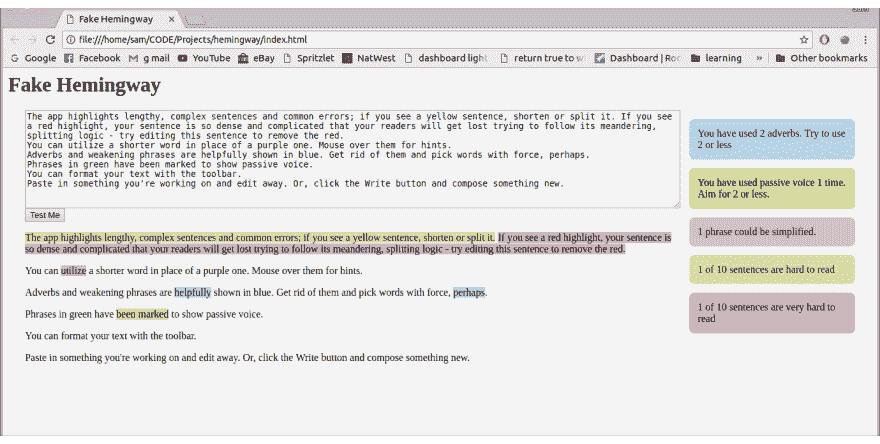 Fake Hemingway
file:///home/sam/CODE/Projects/hemingway/index.html
Google Facebook g mail YouTube eBay Spritzlet NatWest dashboard light return true to w Dashboard | Roc learning » Other bookmarks
Fake Hemingway
The app highlights lengthy, complex sentences and common errors; if you see a yellow sentence, shorten or split it. If you see
a red highlight, your sentence is so dense and complicated that your readers will get lost trying to follow its meandering,
splitting logic - try editing this sentence to remove the red.
You can utilize a shorter word in place of a purple one. Mouse over them for hints.
Adverbs and weakening phrases are helpfully shown in blue. Get rid of them and pick words with force, perhaps.
Phrases in green have been marked to show passive voice.
You can format your text with the toolbar.
Paste in something you're working on and edit away. Or, click the Write button and compose something new.
Test Me
The app highlights lengthy, complex sentences and common errors; if you see a yellow sentence, shorten or split it. If you see a red highlight, your sentence is
so dense and complicated that your readers will get lost trying to follow its meandering, splitting logic - try editing this sentence to remove the red.
You can utilize a shorter word in place of a purple one. Mouse over them for hints.
Adverbs and weakening phrases are helpfully shown in blue. Get rid of them and pick words with force, perhaps.
Phrases in green have been marked to show passive voice.
You can format your text with the toolbar.
Paste in something you're working on and edit away. Or, click the Write button and compose something new.
You have used 2 adverbs. Try to use
2 or less
You have used passive voice 1 time.
Aim for 2 or less.
1 phrase could be simplified.
1 of 10 sentences are hard to read
1 of 10 sentences are very hard to
read